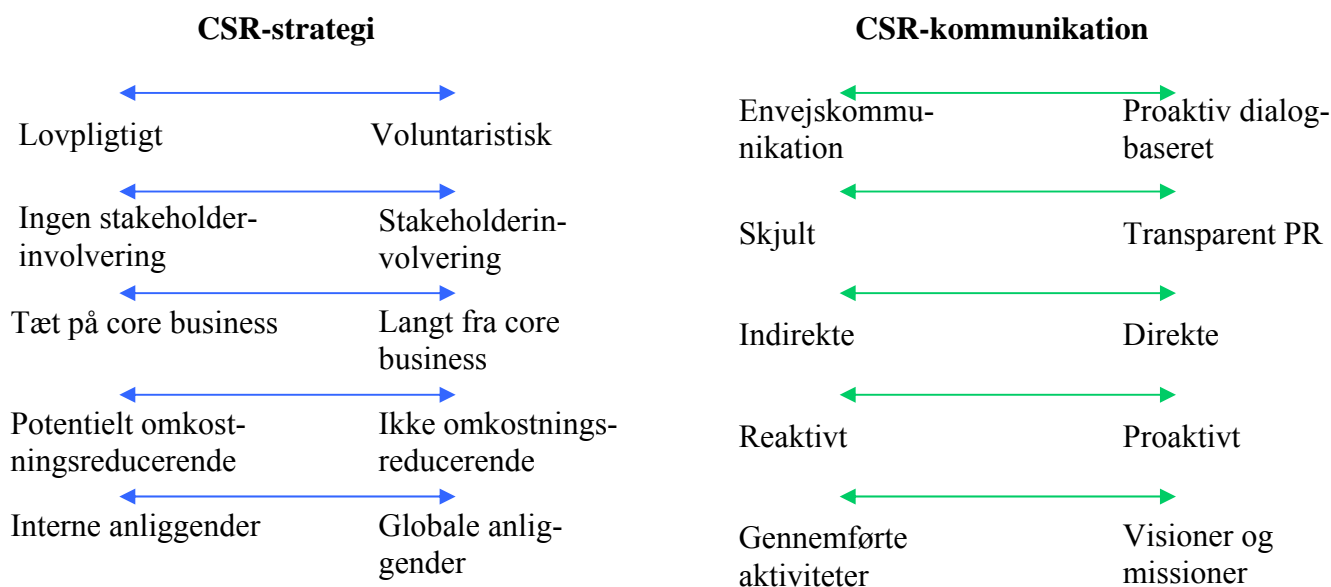 CSR-strategi
Lovpligtigt
Voluntaristisk
Ingen stakeholder-
involvering
Stakeholderin-
volvering
Tæt på core business
Langt fra core
business
Potentielt omkost-
ningsreducerende
Ikke omkostnings-
reducerende
Interne anliggender
Globale anlig-
gender
CSR-kommunikation
Envejskommu-
nikation
Proaktiv dialog-
baseret
Skjult
Transparent PR
Indirekte
Direkte
Reaktivt
Proaktivt
Gennemførte
aktiviteter
Visioner og
missioner